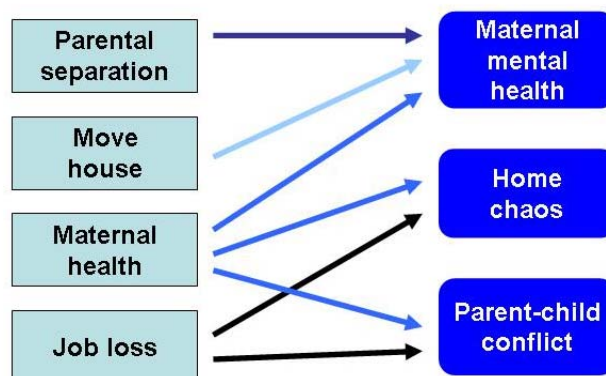 Parental
separation
Move
house
Maternal
health
Job loss
Maternal
mental
health
Home
chaos
Parent-child
conflict